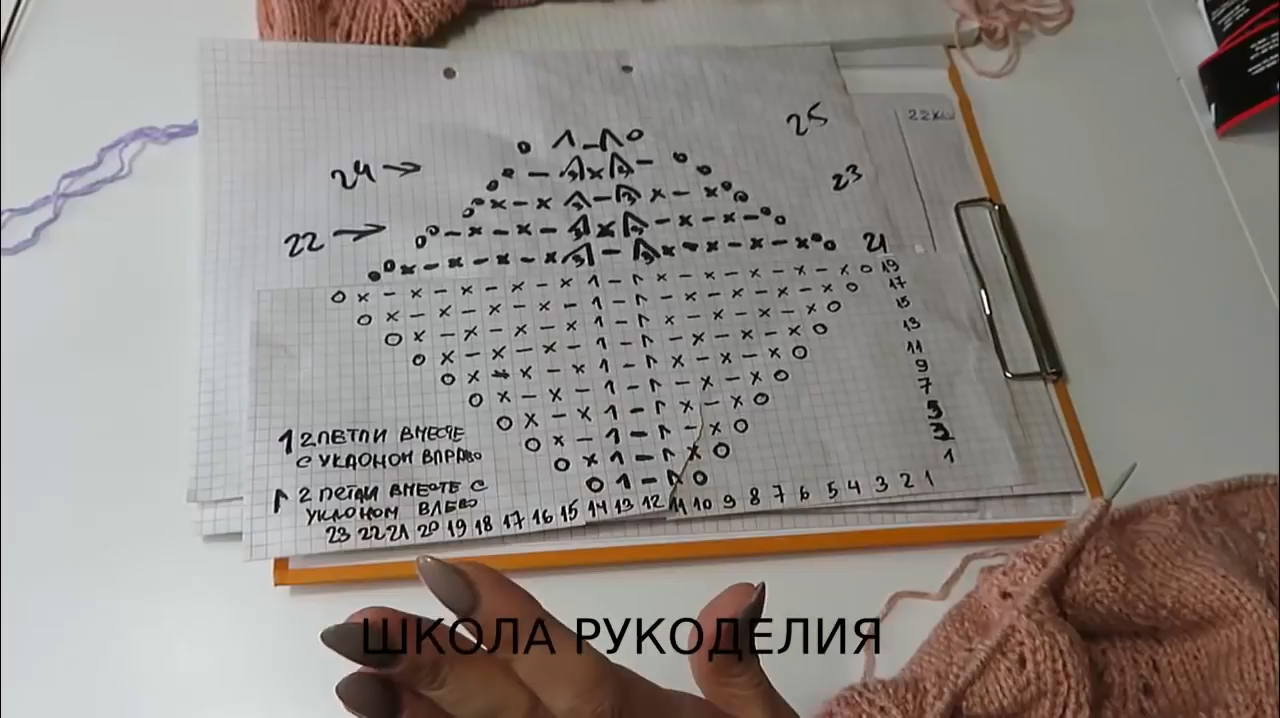 22 кл
25
24 →
23
22 →
21
19
17
15
13
11
9
7
5
3
1
2 ПЕТЛИ ВМЕСТЕ
С УКЛОНОМ ВПРАВО
2 ПЕТЛИ ВМЕСТЕ С
УКЛОНОМ ВЛЕВО
23 22 21 20 19 18 17 16 15 14 13 12 11 10 9 8 7 6 5 4 3 2 1
ШКОЛА РУКОДЕЛИЯ